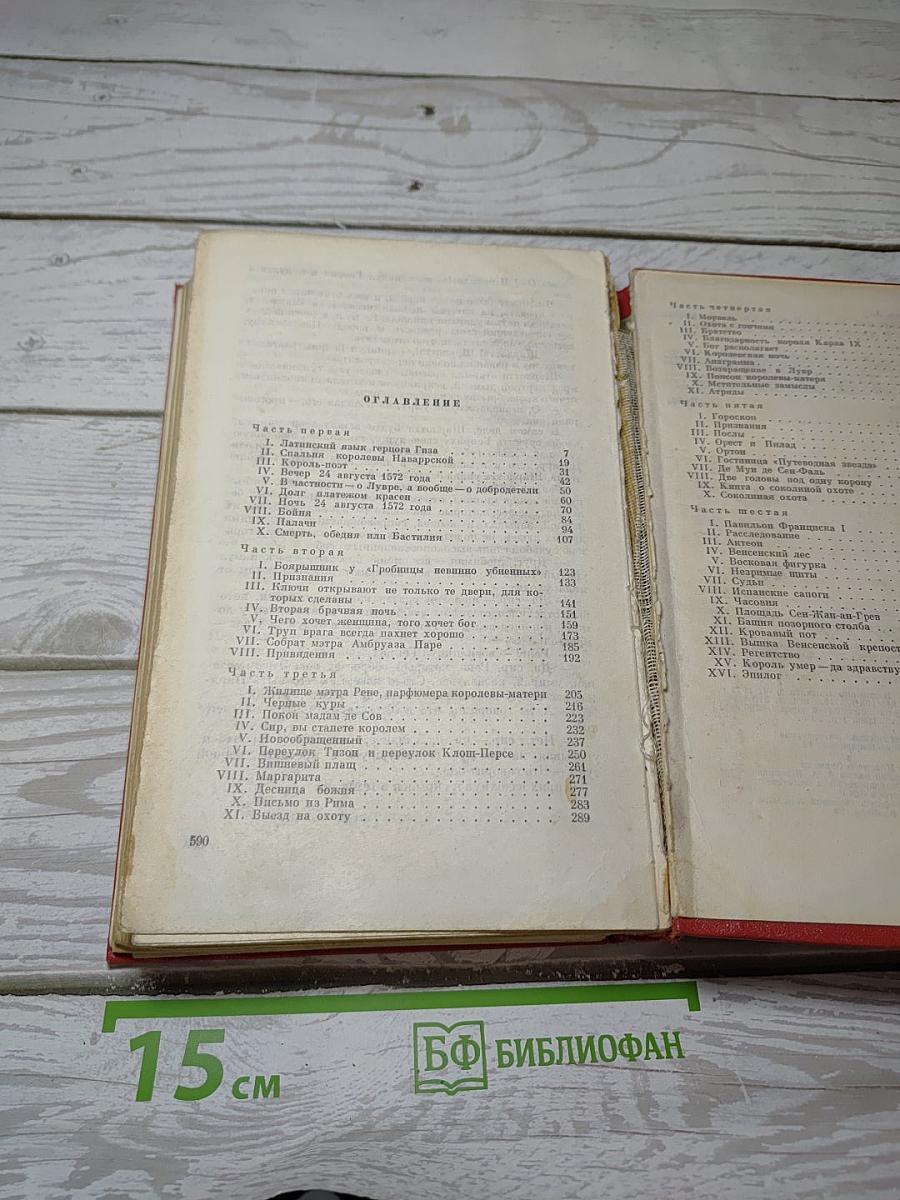 ОГЛАВЛЕНИЕ
Часть первая
I. Латинский язык герцога Гиза . . . . . . . . . . . 7
II. Спальня королевы Наваррской . . . . . . . . . . 19
III. Король-поэт . . . . . . . . . . . . . . . . . . 31
IV. Вечер 24 августа 1572 года . . . . . . . . . . . 42
V. В частности — о Лувре, а вообще — о добродетели 50
VI. Долг платежом красен . . . . . . . . . . . . . 60
VII. Ночь 24 августа 1572 года . . . . . . . . . . . 70
VIII. Бойня . . . . . . . . . . . . . . . . . . . . 84
IX. Палачи . . . . . . . . . . . . . . . . . . . . 94
X. Смерть, обедня или Бастилия . . . . . . . . . . 107
Часть вторая
I. Боярышник у «Гробницы невинно убиенных» 123
II. Признания . . . . . . . . . . . . . . . . . . . 133
III. Ключи открывают не только те двери, для ко-
торых сделаны . . . . . . . . . . . . . . . . . 141
IV. Вторая брачная ночь . . . . . . . . . . . . . . 151
V. Чего хочет женщина, того хочет бог . . . . . . . 159
VI. Труп врага всегда пахнет хорошо . . . . . . . . 173
VII. Собрат мэтра Амбруаза Паре . . . . . . . . . . 185
VIII. Привидения . . . . . . . . . . . . . . . . . . 192
Часть третья
I. Жилище мэтра Рене, парфюмера королевы-матери 205
II. Черные куры . . . . . . . . . . . . . . . . . . 216
III. Покои мадам де Сов . . . . . . . . . . . . . . 223
IV. Сир, вы станете королем . . . . . . . . . . . . 232
V. Новообращенный . . . . . . . . . . . . . . . . 237
VI. Переулок Тизон и переулок Клош-Персе . . . 250
VII. Вишневый плащ . . . . . . . . . . . . . . . . 261
VIII. Маргарита . . . . . . . . . . . . . . . . . . 271
IX. Десница божия . . . . . . . . . . . . . . . . . 277
X. Письмо из Рима . . . . . . . . . . . . . . . . 283
XI. Выезд на охоту . . . . . . . . . . . . . . . . 289
590
Часть четвертая
I. Морвель
II. Охота с гончими
III. Братство
IV. Благодарность короля Карла IX
V. Бог располагает
VI. Королевская ночь
VII. Анаграмма
VIII. Возвращение в Лувр
IX. Поясок королевы-матери
X. Мстительные замыслы
XI. Атриды
Часть пятая
I. Гороскоп
II. Признания
III. Послы
IV. Орест и Пилад
V. Ортон
VI. Гостиница «Путеводная звезда»
VII. Де Муи де Сен-Фаль
VIII. Две головы под одну корону
IX. Книга о соколиной охоте
X. Соколиная охота
Часть шестая
I. Павильон Франциска I
II. Расследование
III. Актеон
IV. Венсенский лес
V. Восковая фигурка
VI. Незримые щиты
VII. Судьи
VIII. Испанские сапоги
IX. Часовня
X. Площадь Сен-Жан-ан-Грев
XI. Башня позорного столба
XII. Кровавый пот
XIII. Вышка Венсенской крепост
XIV. Регентство
XV. Король умер — да здравству
XVI. Эпилог
15 см
БФ БИБЛИОФАН